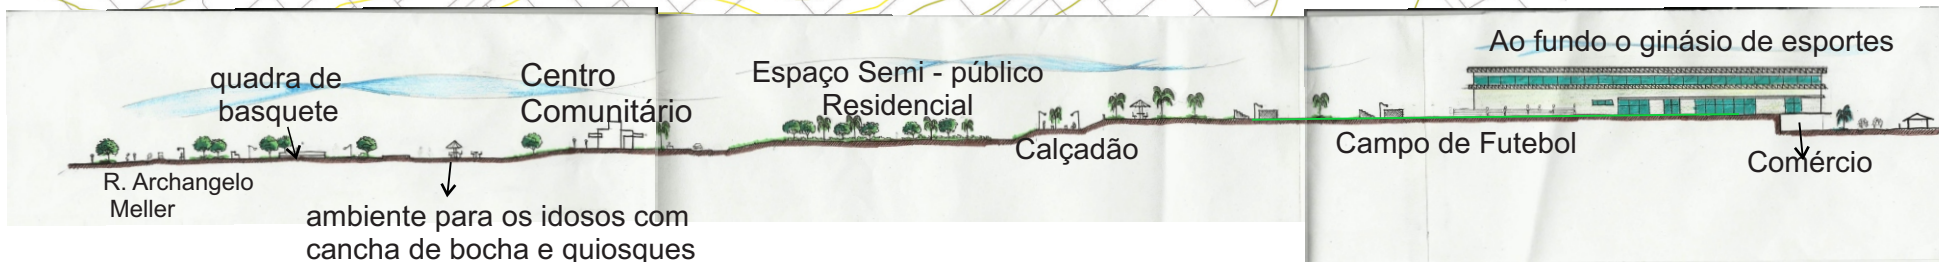 quadra de
basquete
Centro
Comunitário
Espaço Semi - público
Residencial
Ao fundo o ginásio de esportes
Calçadão
Campo de Futebol
Comércio
R. Archangelo
Meller
ambiente para os idosos com
cancha de bocha e quiosques